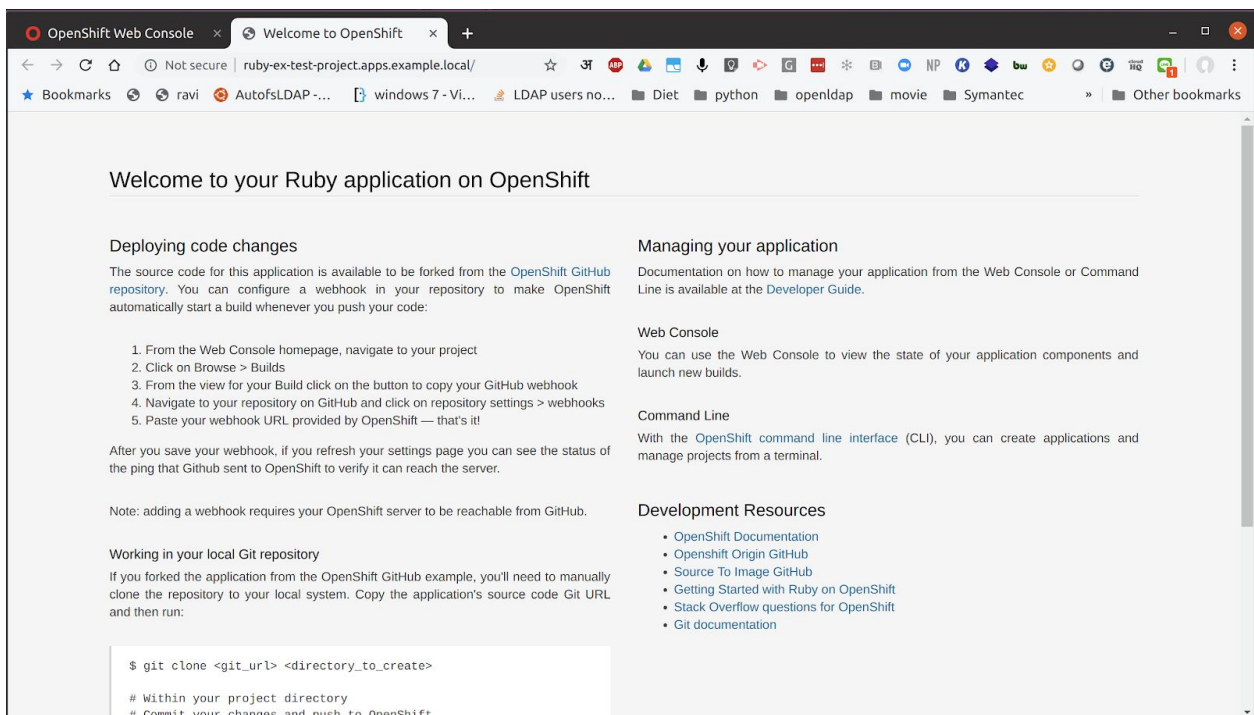 OpenShift Web Console
Welcome to OpenShift
Not secure | ruby-ex-test-project.apps.example.local/
अ
ABP
G
NP
K
bw
cloud HQ
1
Bookmarks
ravi
AutofsLDAP -...
windows 7 - Vi...
LDAP users no...
Diet
python
openldap
movie
Symantec
»
Other bookmarks
Welcome to your Ruby application on OpenShift
Deploying code changes
The source code for this application is available to be forked from the OpenShift GitHub
repository. You can configure a webhook in your repository to make OpenShift
automatically start a build whenever you push your code:
1. From the Web Console homepage, navigate to your project
2. Click on Browse > Builds
3. From the view for your Build click on the button to copy your GitHub webhook
4. Navigate to your repository on GitHub and click on repository settings > webhooks
5. Paste your webhook URL provided by OpenShift — that's it!
After you save your webhook, if you refresh your settings page you can see the status of
the ping that Github sent to OpenShift to verify it can reach the server.
Note: adding a webhook requires your OpenShift server to be reachable from GitHub.
Working in your local Git repository
If you forked the application from the OpenShift GitHub example, you'll need to manually
clone the repository to your local system. Copy the application's source code Git URL
and then run:
$ git clone <git_url> <directory_to_create>
# Within your project directory
# Commit your changes and push to OpenShift
Managing your application
Documentation on how to manage your application from the Web Console or Command
Line is available at the Developer Guide.
Web Console
You can use the Web Console to view the state of your application components and
launch new builds.
Command Line
With the OpenShift command line interface (CLI), you can create applications and
manage projects from a terminal.
Development Resources
• OpenShift Documentation
• Openshift Origin GitHub
• Source To Image GitHub
• Getting Started with Ruby on OpenShift
• Stack Overflow questions for OpenShift
• Git documentation